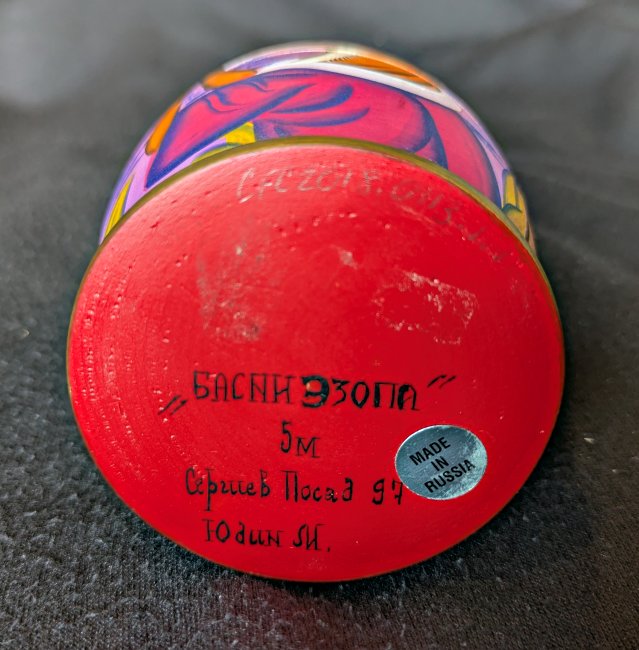 „БАСНИ ЭЗОПА"
5м
Сергиев Посад 97
Юдин М.
MADE
IN
RUSSIA